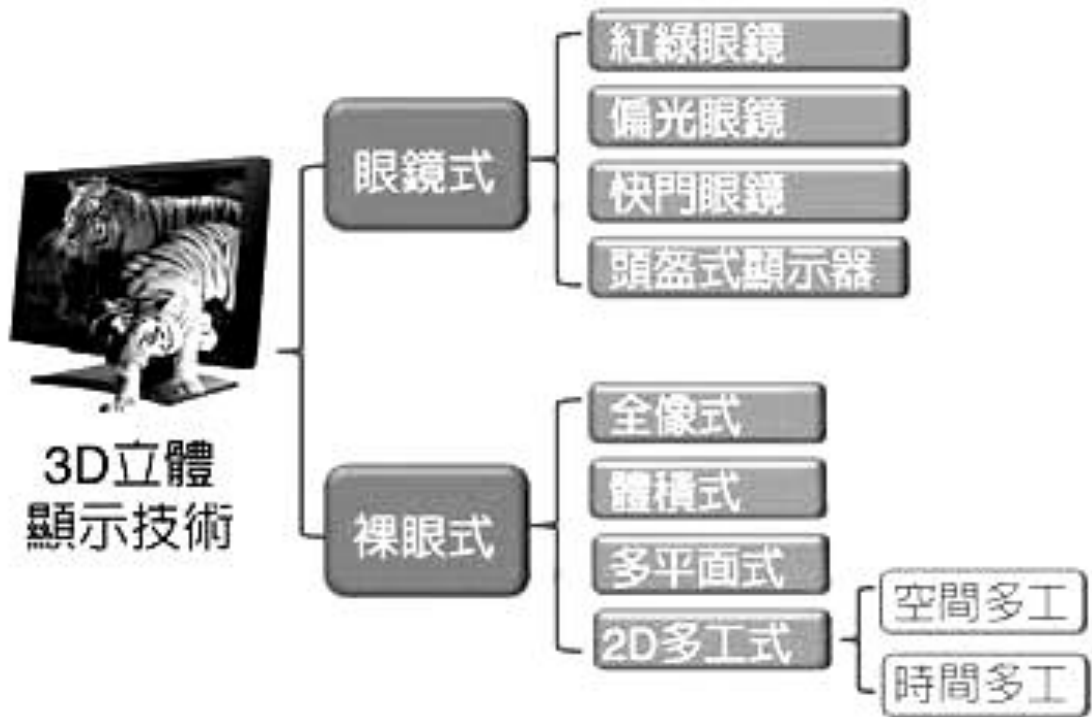 3D立體
顯示技術
眼鏡式
紅綠眼鏡
偏光眼鏡
快門眼鏡
頭盔式顯示器
裸眼式
全像式
體積式
多平面式
2D多工式
空間多工
時間多工